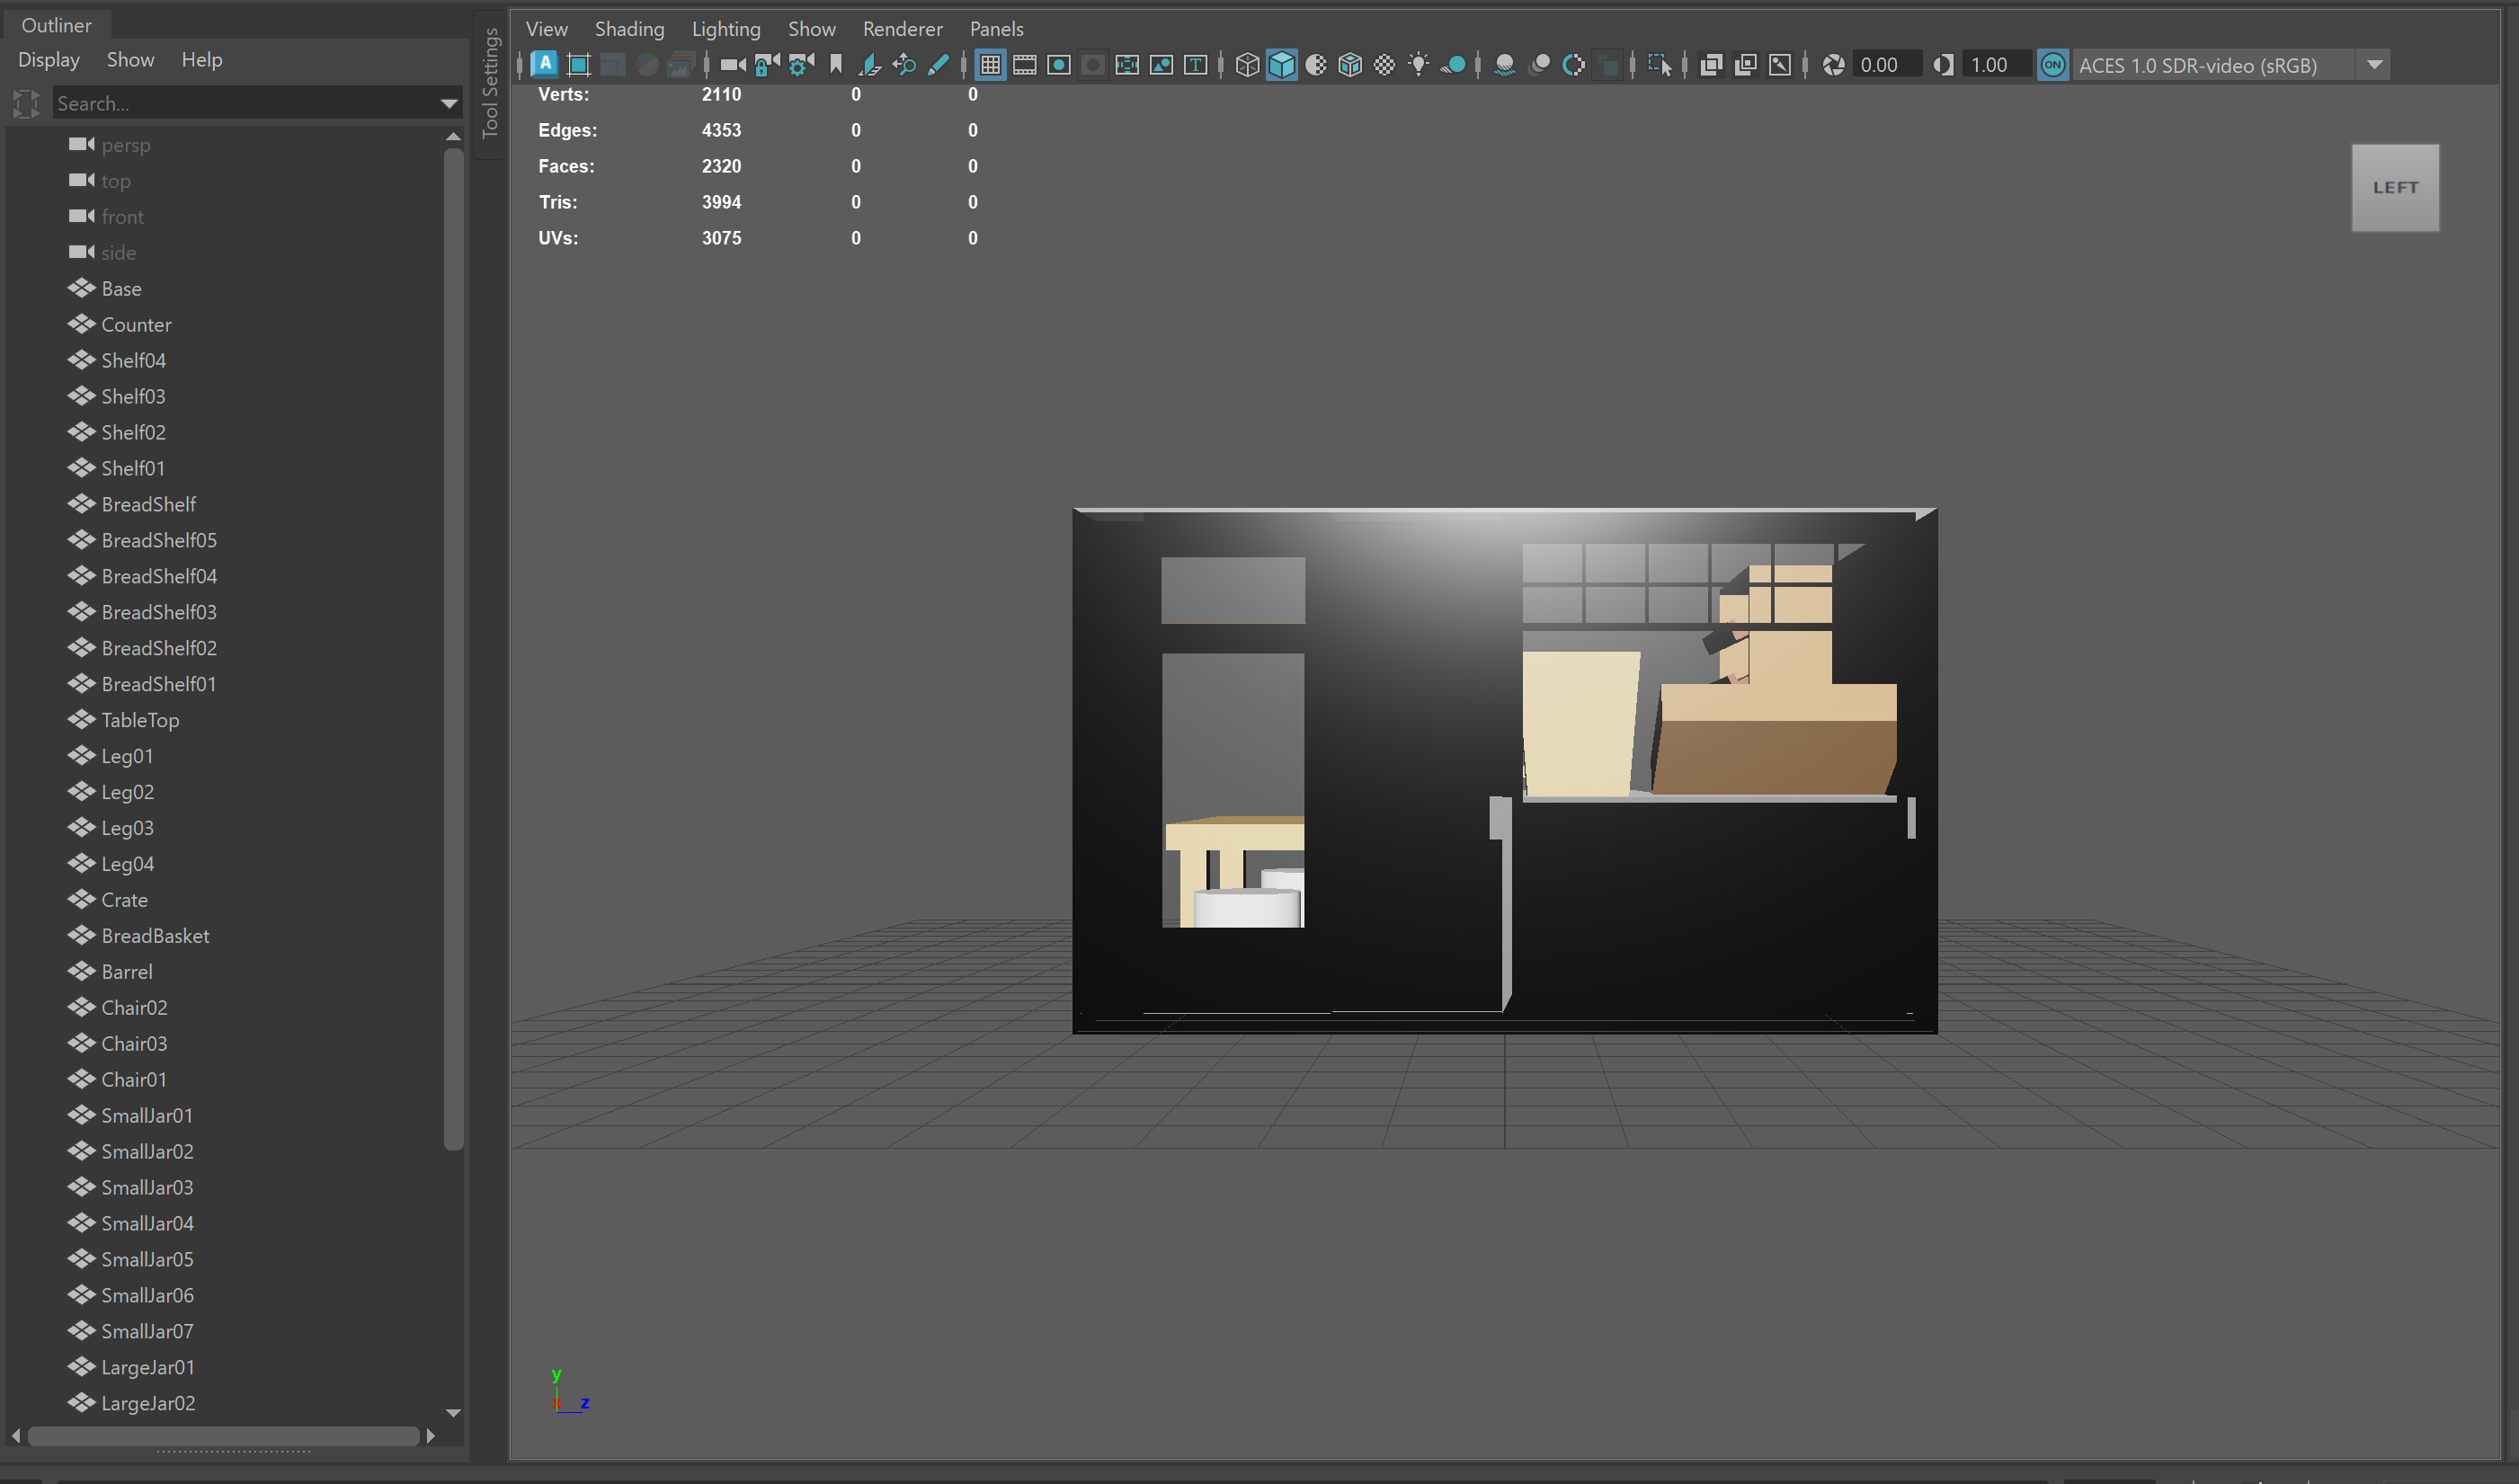 Outliner
Display Show Help
Search...
persp
top
front
side
Base
Counter
Shelf04
Shelf03
Shelf02
Shelf01
BreadShelf
BreadShelf05
BreadShelf04
BreadShelf03
BreadShelf02
BreadShelf01
TableTop
Leg01
Leg02
Leg03
Leg04
Crate
BreadBasket
Barrel
Chair02
Chair03
Chair01
SmallJar01
SmallJar02
SmallJar03
SmallJar04
SmallJar05
SmallJar06
SmallJar07
LargeJar01
LargeJar02
Tool Settings
View Shading Lighting Show Renderer Panels
A T 0.00 1.00 ON ACES 1.0 SDR-video (sRGB)
Verts: 2110 0 0
Edges: 4353 0 0
Faces: 2320 0 0
Tris: 3994 0 0
UVs: 3075 0 0
LEFT
y
x z